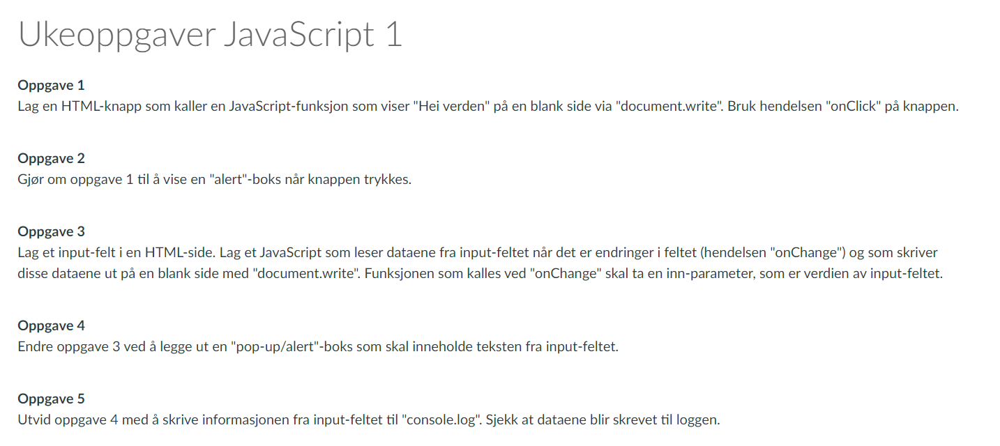 Ukeoppgaver JavaScript 1
Oppgave 1
Lag en HTML-knapp som kaller en JavaScript-funksjon som viser "Hei verden" på en blank side via "document.write". Bruk hendelsen "onClick" på knappen.
Oppgave 2
Gjør om oppgave 1 til å vise en "alert"-boks når knappen trykkes.
Oppgave 3
Lag et input-felt i en HTML-side. Lag et JavaScript som leser dataene fra input-feltet når det er endringer i feltet (hendelsen "onChange") og som skriver
disse dataene ut på en blank side med "document.write". Funksjonen som kalles ved "onChange" skal ta en inn-parameter, som er verdien av input-feltet.
Oppgave 4
Endre oppgave 3 ved å legge ut en "pop-up/alert"-boks som skal inneholde teksten fra input-feltet.
Oppgave 5
Utvid oppgave 4 med å skrive informasjonen fra input-feltet til "console.log". Sjekk at dataene blir skrevet til loggen.